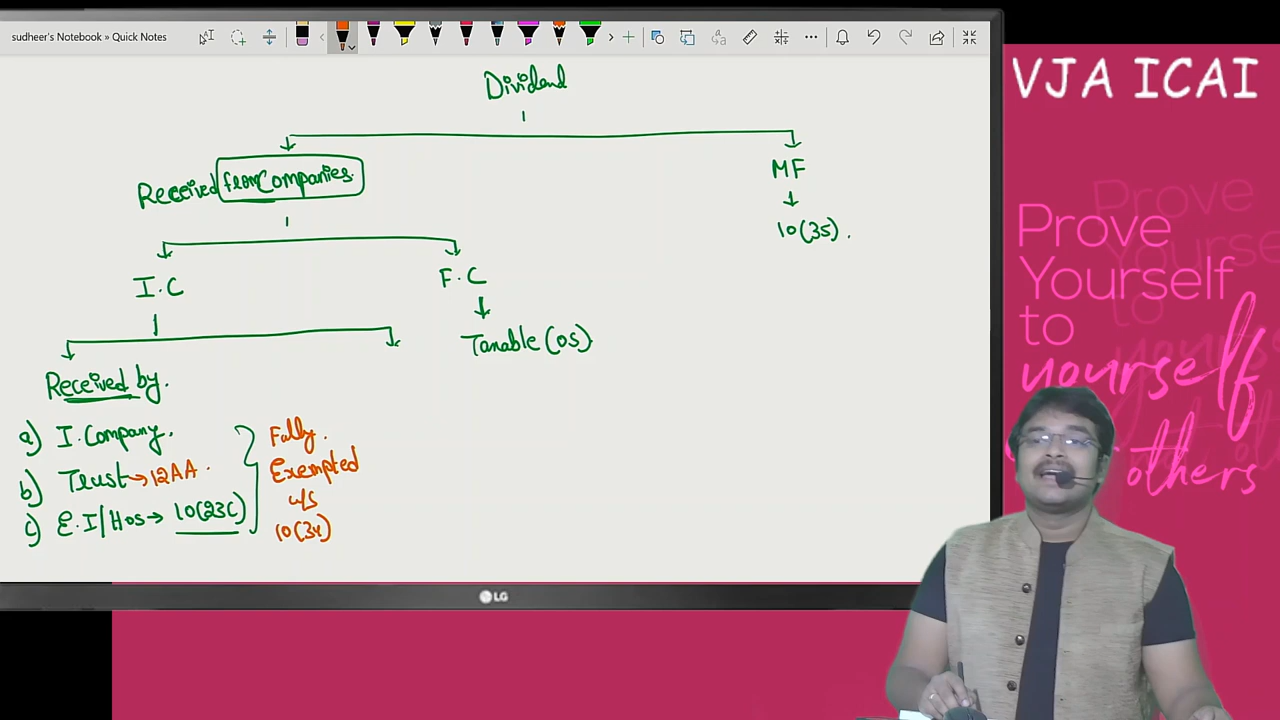 sudheer's Notebook » Quick Notes
VJA ICAI
Dividend
Received from Companies.
MF
10(35).
I.C
F.C
Taxable (OS)
Received by.
a) I.Company.
b) Trust → 12AA.
c) E.I/Hos → 10(23C)
Fully.
Exempted
u/s
10(34)
LG
Prove
Yourself
to
yourself
others
Prove